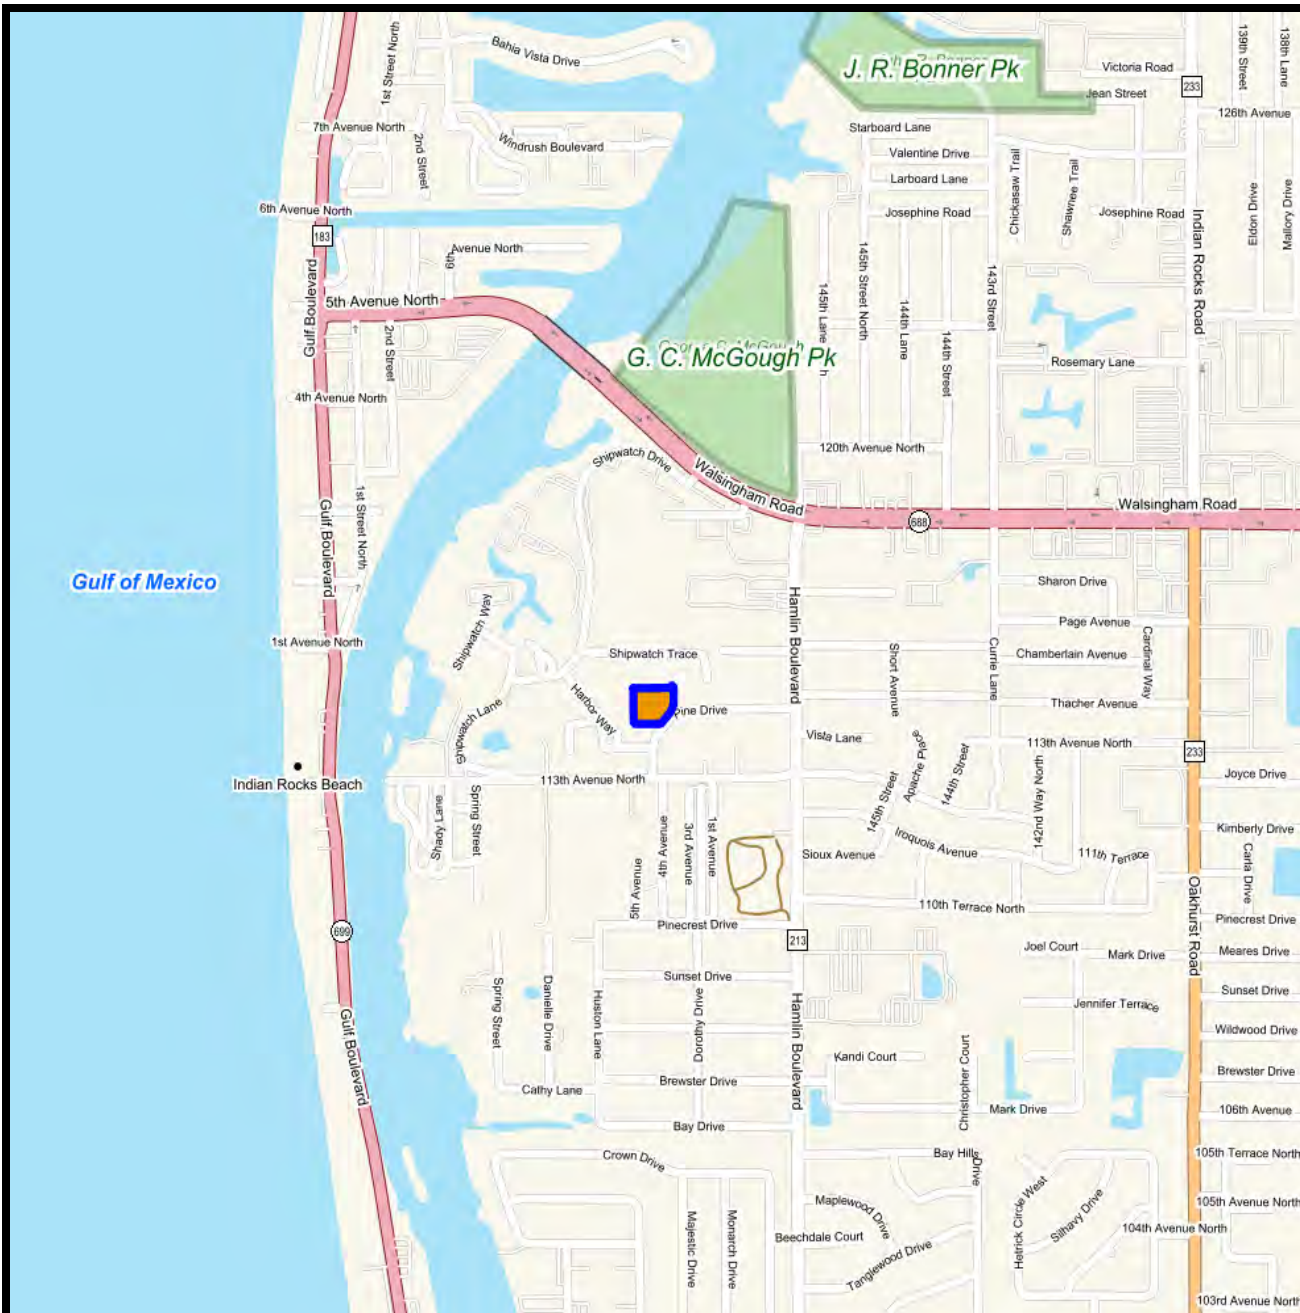 Bahia Vista Drive
1st Street North
139th Street
138th Lane
J. R. Bonner Pk
Victoria Road
Jean Street
233
126th Avenue
7th Avenue North
2nd Street
Windrush Boulevard
Starboard Lane
Valentine Drive
Larboard Lane
Chickasaw Trail
Shawnee Trail
Eldon Drive
Mallory Drive
6th Avenue North
183
Josephine Road
Josephine Road
Indian Rocks Road
Avenue North
6th
145th Street North
143rd Street
Gulf Boulevard
5th Avenue North
145th Lane
144th Lane
144th Street
2nd Street
G. C. McGough Pk
Rosemary Lane
4th Avenue North
120th Avenue North
Shipwatch Drive
Walsingham Road
Walsingham Road
688
Gulf Boulevard
1st Street North
Gulf of Mexico
Sharon Drive
Hamlin Boulevard
Shipwatch Way
Page Avenue
1st Avenue North
Shipwatch Trace
Short Avenue
Currie Lane
Chamberlain Avenue
Cardinal Way
Harbor Way
Pine Drive
Thacher Avenue
Shipwatch Lane
Vista Lane
Apache Place
144th Street
113th Avenue North
233
Indian Rocks Beach
113th Avenue North
145th Street
142nd Way North
Joyce Drive
Shady Lane
Spring Street
4th Avenue
3rd Avenue
1st Avenue
Iroquois Avenue
Kimberly Drive
5th Avenue
Sioux Avenue
111th Terrace
Carla Drive
Oakhurst Road
110th Terrace North
Pinecrest Drive
Pinecrest Drive
699
213
Joel Court
Mark Drive
Meares Drive
Spring Street
Danielle Drive
Huston Lane
Sunset Drive
Dorothy Drive
Hamlin Boulevard
Sunset Drive
Jennifer Terrace
Gulf Boulevard
Wildwood Drive
Kandi Court
Christopher Court
Cathy Lane
Brewster Drive
Brewster Drive
Mark Drive
106th Avenue
Bay Drive
Crown Drive
Bay Hills
Drive
105th Terrace North
Majestic Drive
Monarch Drive
Maplewood Drive
Hetrick Circle West
Silhavy Drive
105th Avenue North
Beechdale Court
Tanglewood Drive
104th Avenue North
103rd Avenue North